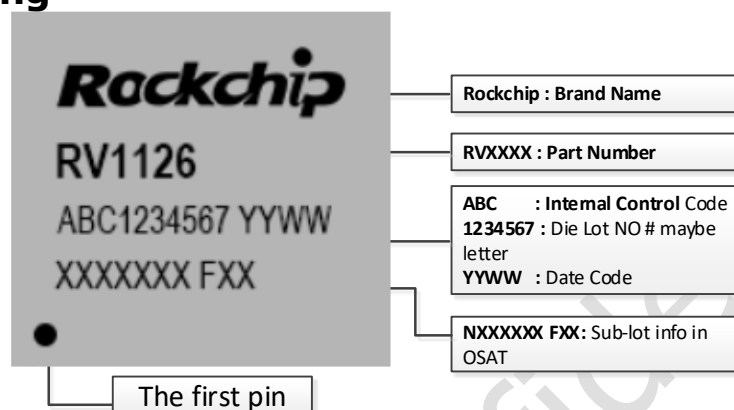 Rockchip
RV1126
ABC1234567 YYWW
XXXXXXX FXX
Rockchip : Brand Name
RVXXXX : Part Number
ABC : Internal Control Code
1234567 : Die Lot NO # maybe
letter
YYWW : Date Code
NXXXXXX FXX: Sub-lot info in
OSAT
The first pin